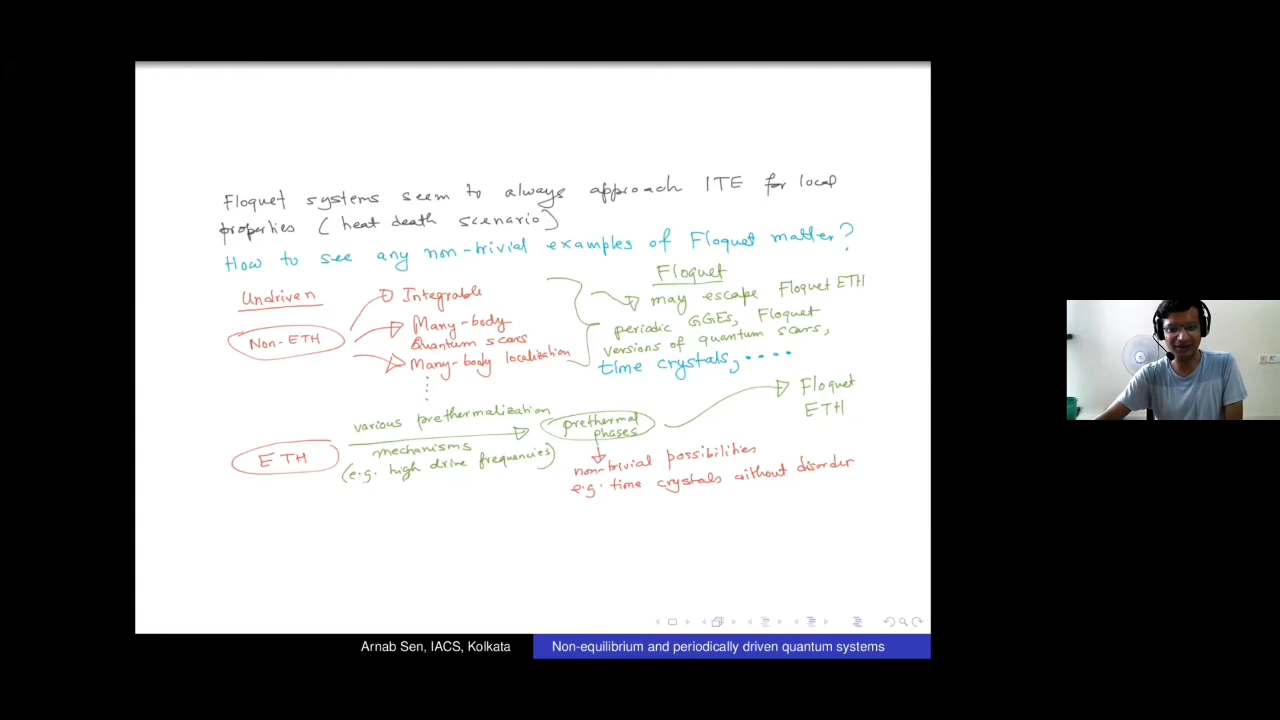 Floquet systems seem to always approach ITE for local
properties (heat death scenario)
How to see any non-trivial examples of Floquet matter?
Undriven
Non-ETH
Integrable
Many-body
Quantum scars
Many-body localization
Floquet
may escape Floquet ETH
periodic GGEs, Floquet
versions of quantum scars,
time crystals, ....
ETH
various prethermalization
mechanisms
(e.g. high drive frequencies)
prethermal
phases
Floquet
ETH
non-trivial possibilities
e.g. time crystals without disorder
Arnab Sen, IACS, Kolkata
Non-equilibrium and periodically driven quantum systems